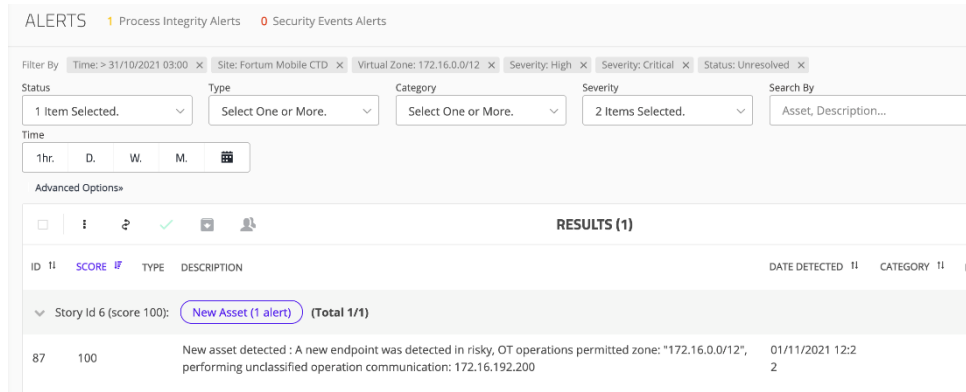 ALERTS 1 Process Integrity Alerts 0 Security Events Alerts
Filter By Time: > 31/10/2021 03:00 × Site: Fortum Mobile CTD × Virtual Zone: 172.16.0.0/12 × Severity: High × Severity: Critical × Status: Unresolved ×
Status Type Category Severity Search By
1 Item Selected. Select One or More. Select One or More. 2 Items Selected. Asset, Description...
Time
1hr. D. W. M.
Advanced Options»
RESULTS (1)
ID SCORE TYPE DESCRIPTION DATE DETECTED CATEGORY
Story Id 6 (score 100): New Asset (1 alert) (Total 1/1)
87 100 New asset detected : A new endpoint was detected in risky, OT operations permitted zone: "172.16.0.0/12", 01/11/2021 12:2
performing unclassified operation communication: 172.16.192.200 2